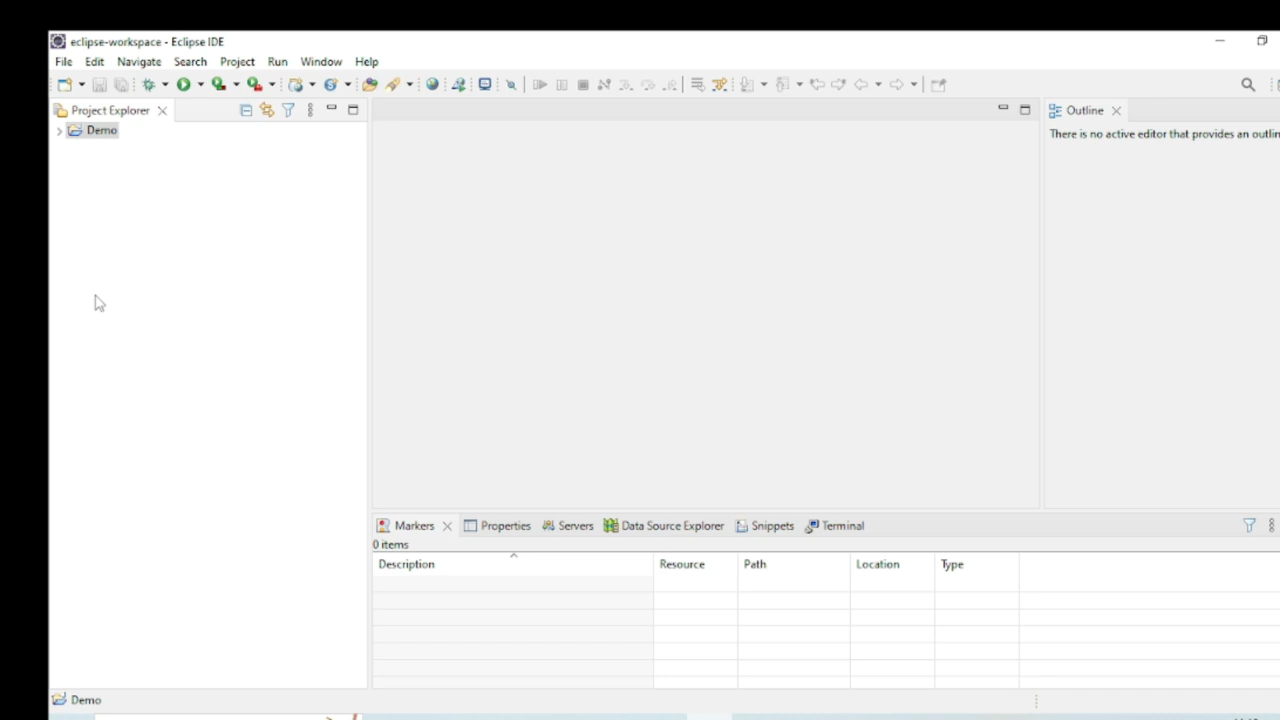 eclipse-workspace - Eclipse IDE
File Edit Navigate Search Project Run Window Help
Project Explorer
Outline
Demo
There is no active editor that provides an
Markers Properties Servers Data Source Explorer Snippets Terminal
0 items
Description Resource Path Location Type
Demo